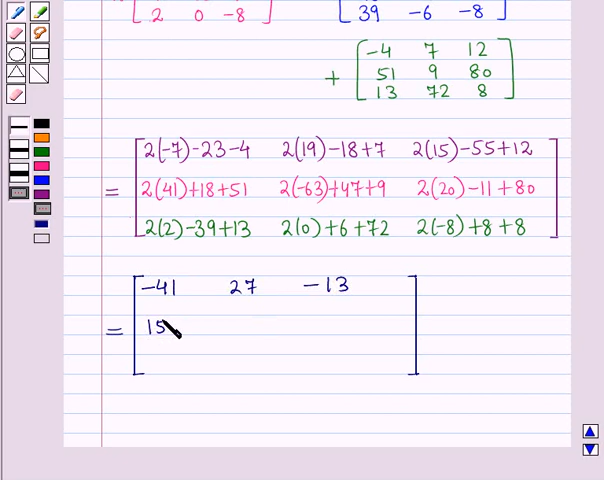 2 0 -8
39 -6 -8
+ -4 7 12
51 9 80
13 72 8
2(-7)-23-4 2(19)-18+7 2(15)-55+12
= 2(41)+18+51 2(-63)+47+9 2(20)-11+80
2(2)-39+13 2(0)+6+72 2(-8)+8+8
-41 27 -13
= 15